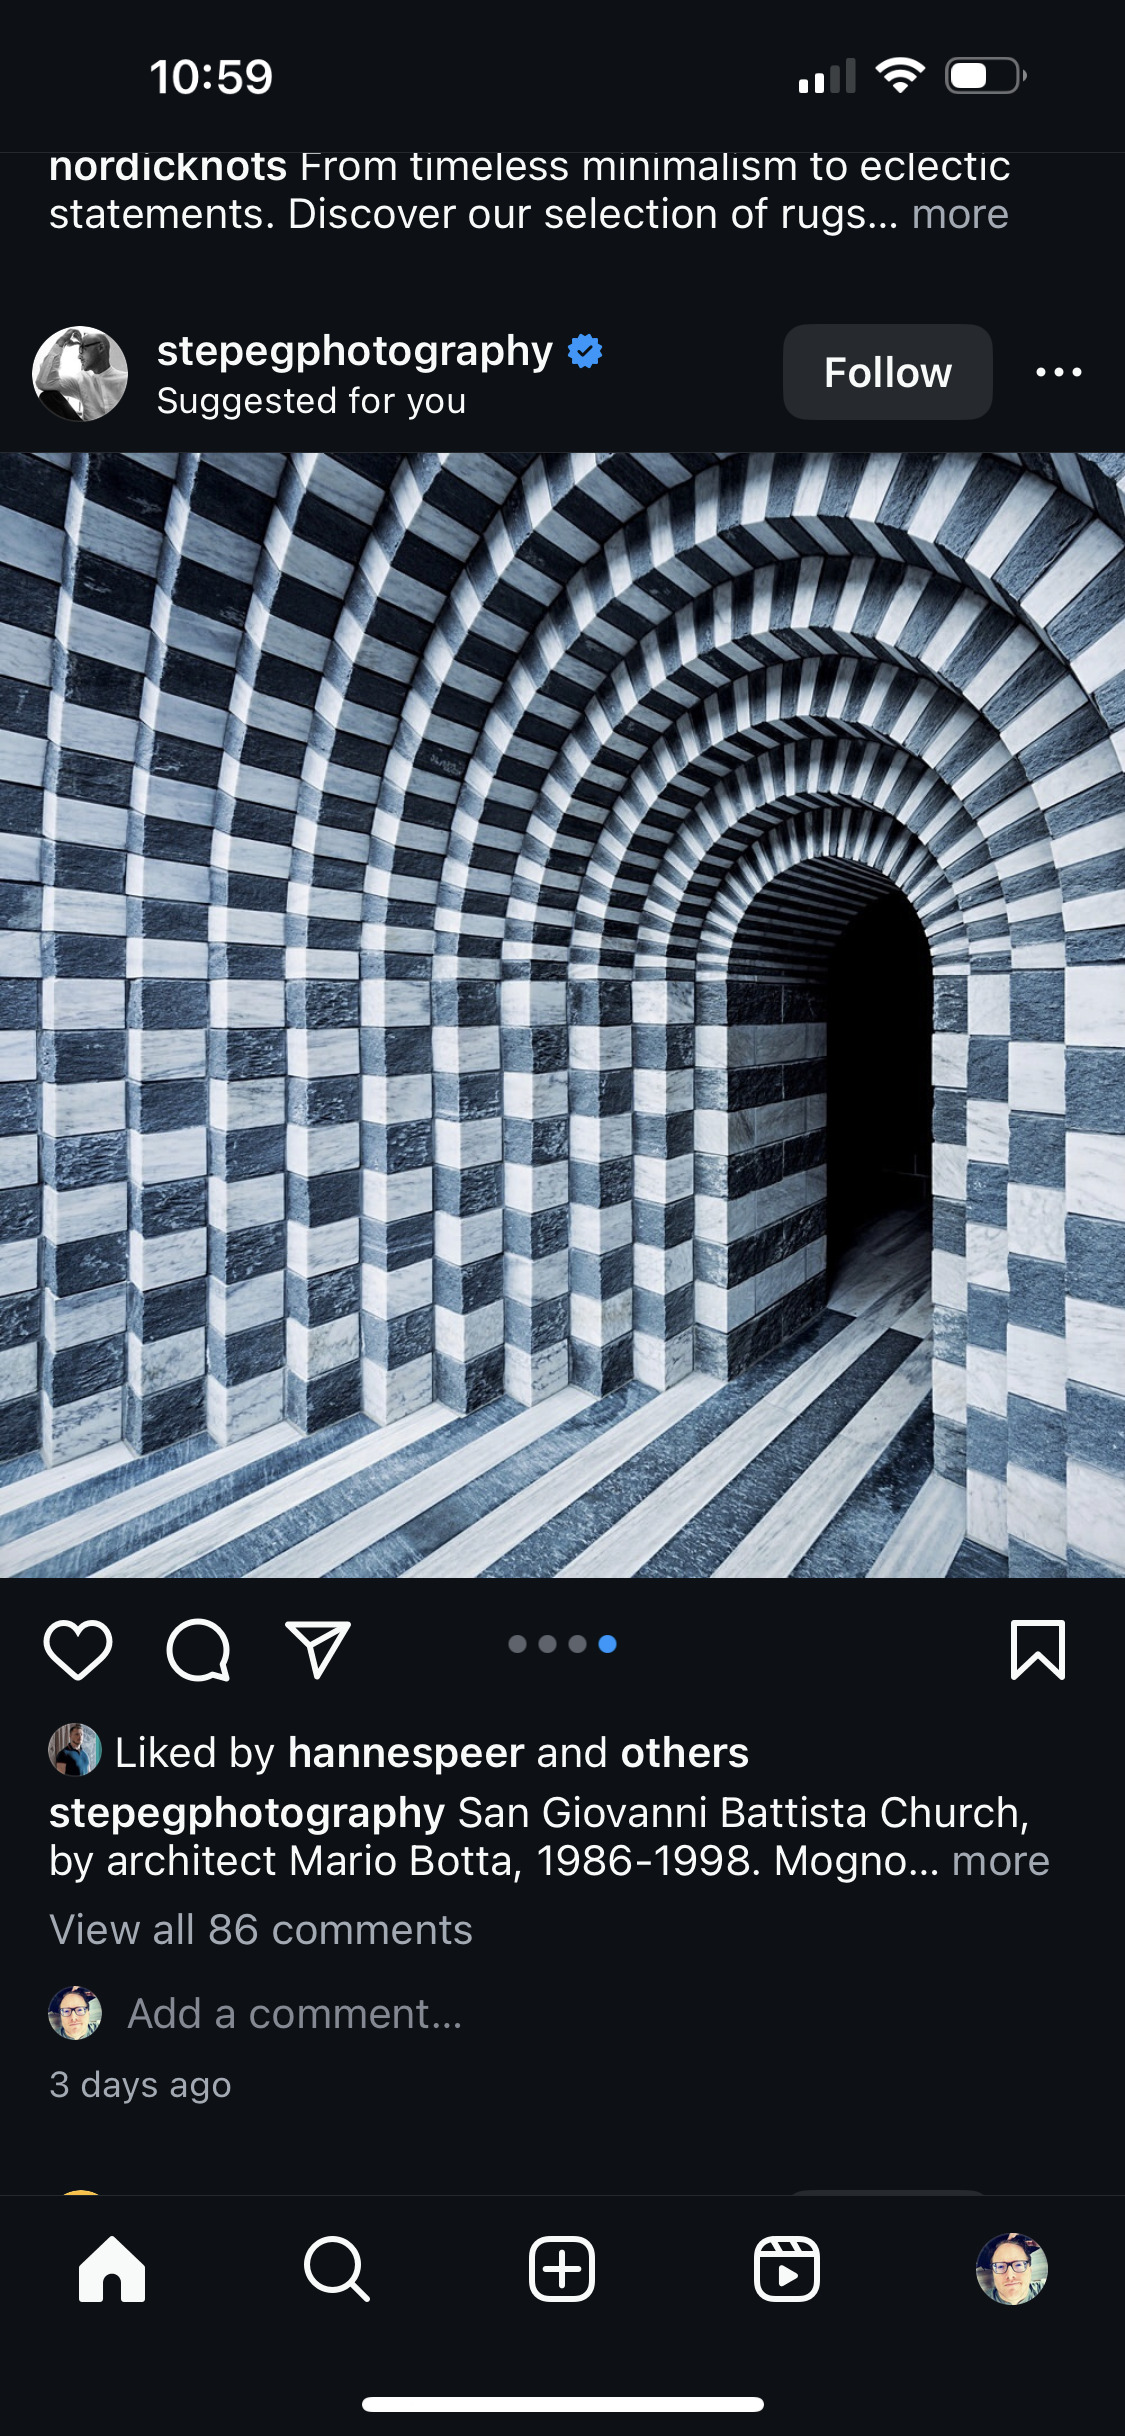 10:59
nordicknots From timeless minimalism to eclectic
statements. Discover our selection of rugs... more
stepegphotography
Suggested for you
Follow
Liked by hannespeer and others
stepegphotography San Giovanni Battista Church,
by architect Mario Botta, 1986-1998. Mogno... more
View all 86 comments
Add a comment...
3 days ago